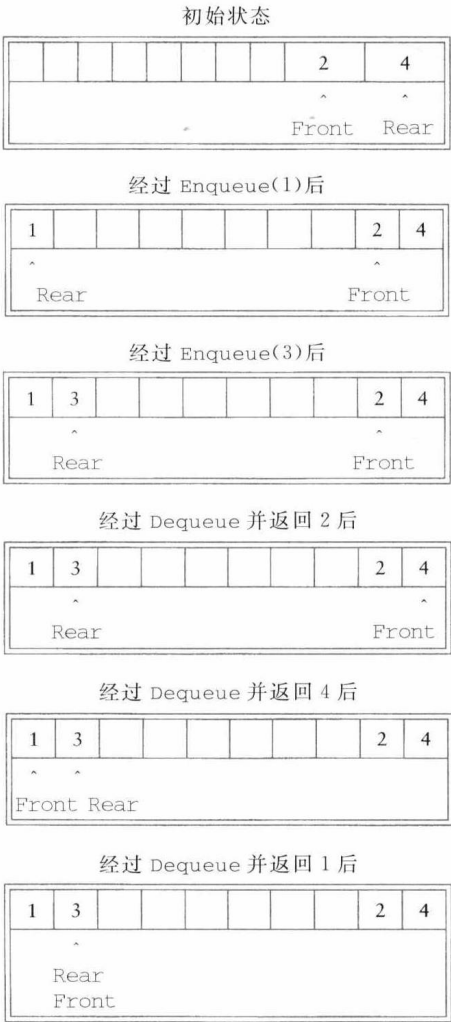 初始状态
2 4
^ ^
Front Rear
经过 Enqueue(1)后
1 2 4
^ ^
Rear Front
经过 Enqueue(3)后
1 3 2 4
^ ^
Rear Front
经过 Dequeue 并返回 2 后
1 3 2 4
^ ^
Rear Front
经过 Dequeue 并返回 4 后
1 3 2 4
^ ^
Front Rear
经过 Dequeue 并返回 1 后
1 3 2 4
^
Rear
Front